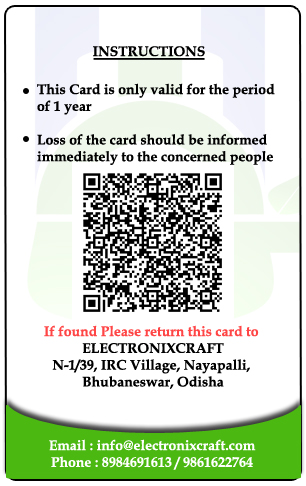 INSTRUCTIONS
• This Card is only valid for the period
of 1 year
• Loss of the card should be informed
immediately to the concerned people
If found Please return this card to
ELECTRONIXCRAFT
N-1/39, IRC Village, Nayapalli,
Bhubaneswar, Odisha
Email : info@electronixcraft.com
Phone : 8984691613 / 9861622764